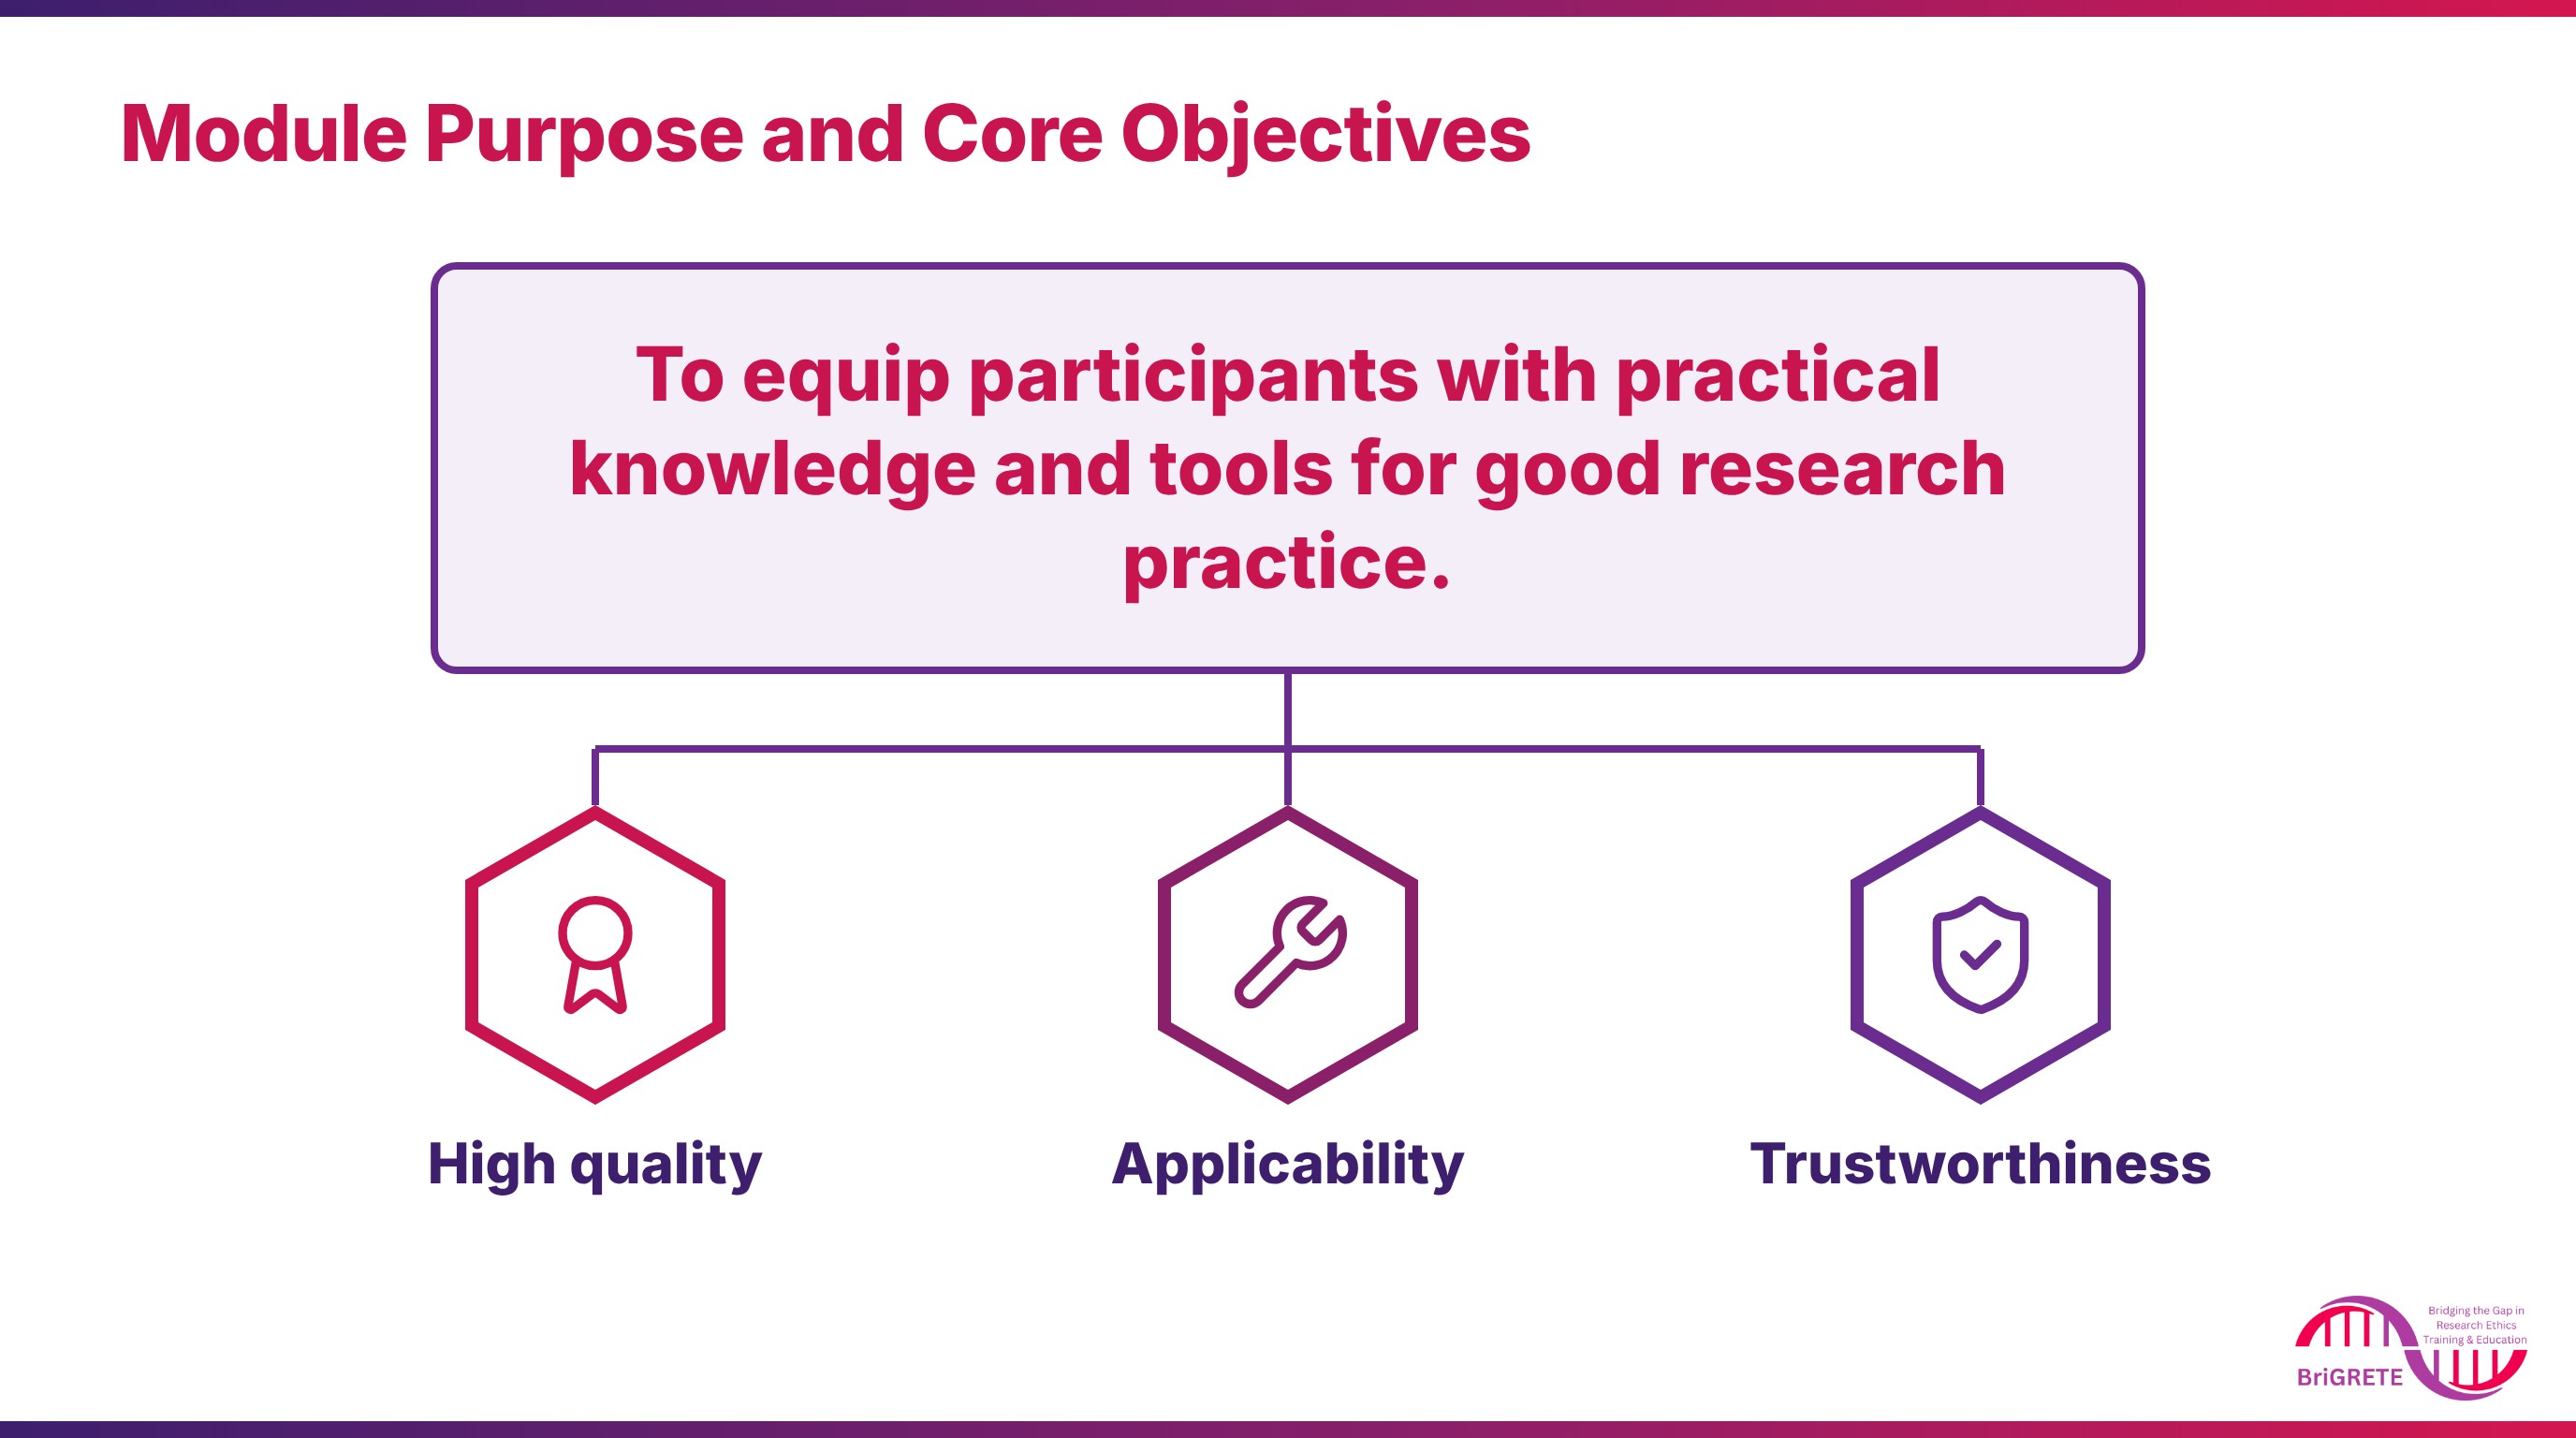 Module Purpose and Core Objectives
To equip participants with practical
knowledge and tools for good research
practice.
High quality
Applicability
Trustworthiness
Bridging the Gap in
Research Ethics
Training & Education
BriGRETE